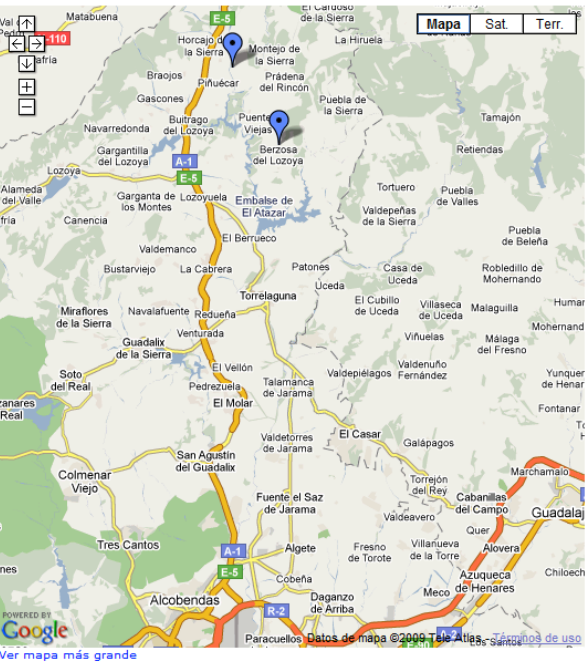 El Cardoso
de la Sierra
Matabuena
E-5
Mapa
Sat.
Terr.
-110
Horcajo de
la Sierra
Montejo de
la Sierra
La Hiruela
Braojos
Piñuécar
Prádena
del Rincón
Gascones
Puebla de
la Sierra
Buitrago
del Lozoya
Puentes
Viejas
Tamajón
Navarredonda
Gargantilla
del Lozoya
Berzosa
del Lozoya
Retiendas
A-1
E-5
Lozoya
Alameda
del Valle
Garganta de
los Montes
Lozoyuela
Embalse de
El Atazar
Tortuero
Puebla
de Valles
Canencia
Valdepeñas
de la Sierra
El Berrueco
Puebla
de Beleña
Valdemanco
Bustarviejo
La Cabrera
Patones
Casa de
Uceda
Robledillo de
Mohernando
Uceda
Torrelaguna
El Cubillo
de Uceda
Villaseca
de Uceda
Malaguilla
Human
Miraflores
de la Sierra
Navalafuente
Redueña
Mohernand
Venturada
Viñuelas
Málaga
del Fresno
Guadalix
de la Sierra
Soto
del Real
El Vellón
Valdepiélagos
Valdenuño
Fernández
Yunquer
de Henar
Pedrezuela
Talamanca
de Jarama
El Molar
Fontanar
anzanares
Real
Valdetorres
de Jarama
El Casar
Galápagos
San Agustín
del Guadalix
Colmenar
Viejo
Torrejón
del Rey
Marchamalo
Fuente el Saz
de Jarama
Cabanillas
del Campo
Guadalaj
Valdeavero
Quer
Tres Cantos
A-1
Algete
Fresno
de Torote
Villanueva
de la Torre
Alovera
E-5
Cobeña
Azuqueca
de Henares
Chiloech
Alcobendas
Daganzo
de Arriba
Meco
R-2
POWERED BY
Google
Paracuellos
Datos de mapa ©2009 Tele Atlas - Términos de uso
R-2
Los Santos
Ver mapa más grande